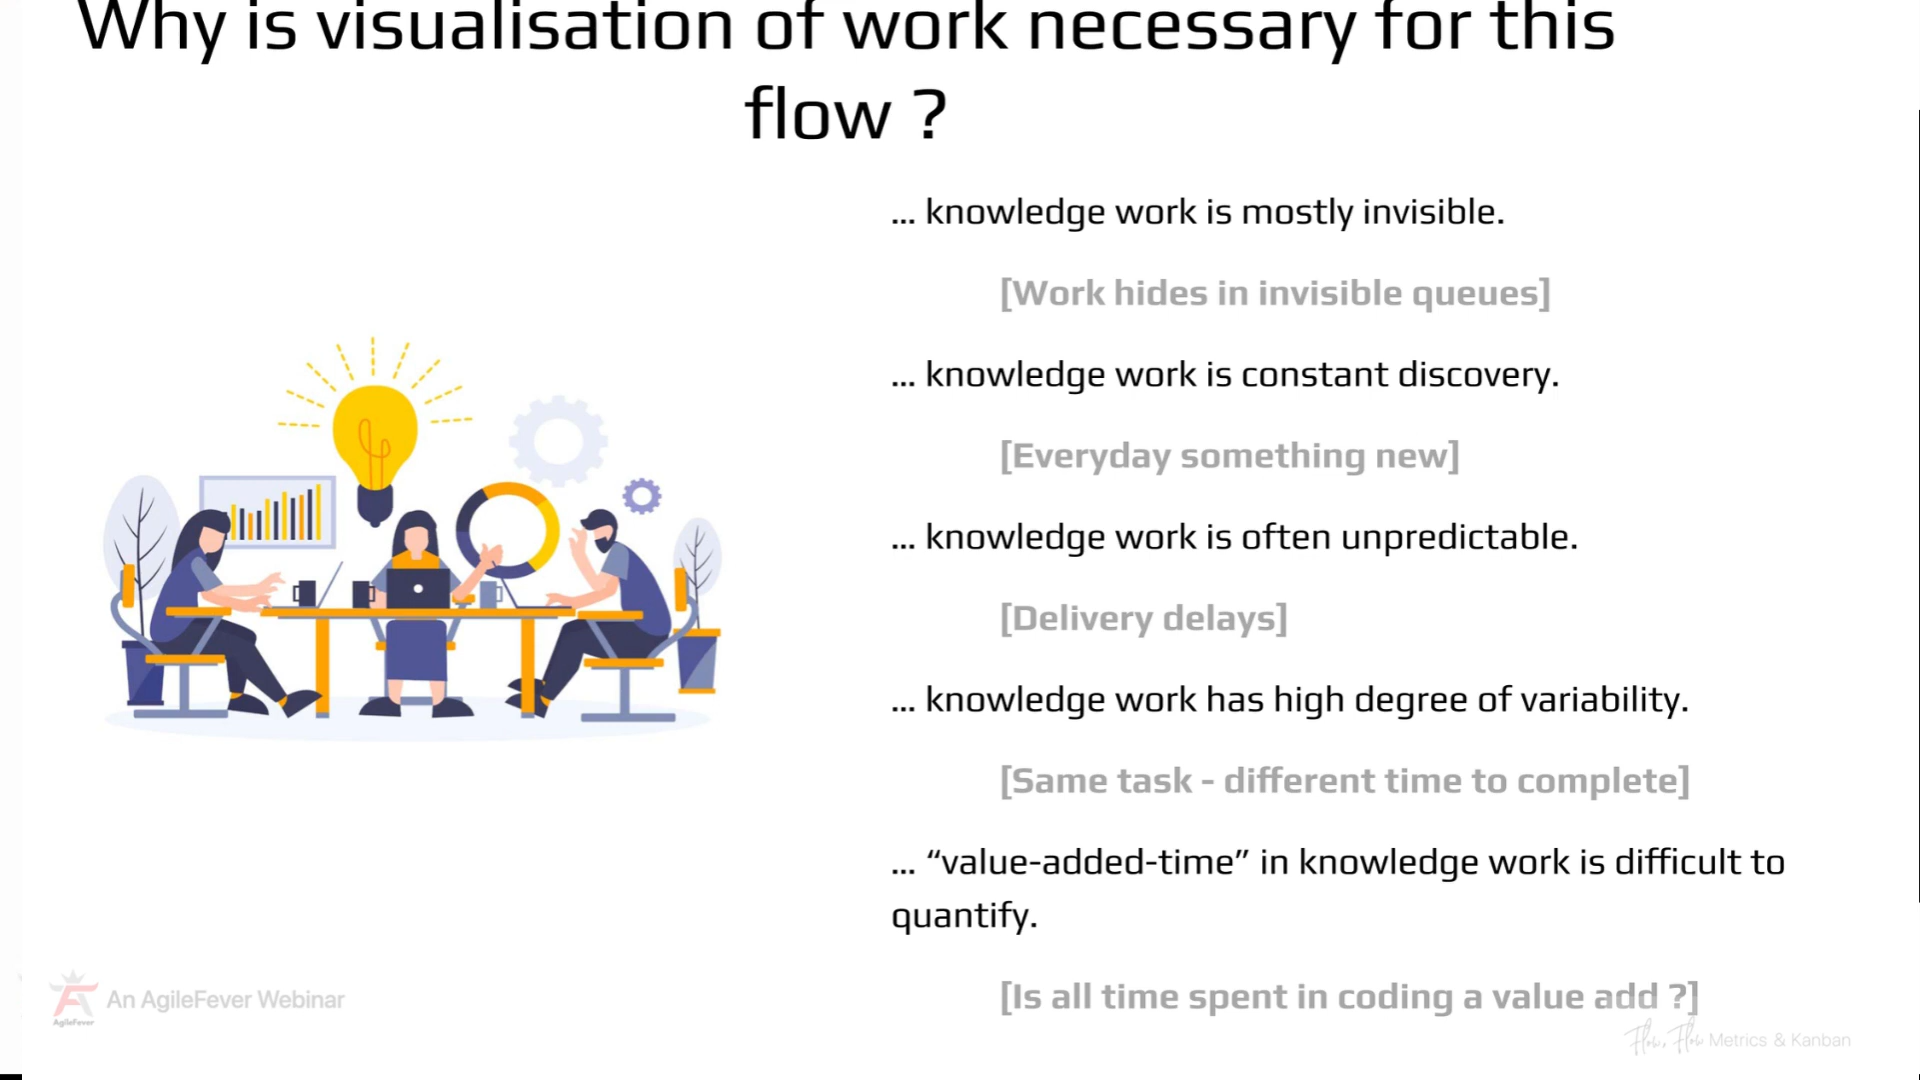 Why is visualisation of work necessary for this
flow ?
... knowledge work is mostly invisible.
[Work hides in invisible queues]
... knowledge work is constant discovery.
[Everyday something new]
... knowledge work is often unpredictable.
[Delivery delays]
... knowledge work has high degree of variability.
[Same task - different time to complete]
... “value-added-time” in knowledge work is difficult to
quantify.
[Is all time spent in coding a value add ?]
An AgileFever Webinar
AgileFever
Flow, Flow Metrics & Kanban